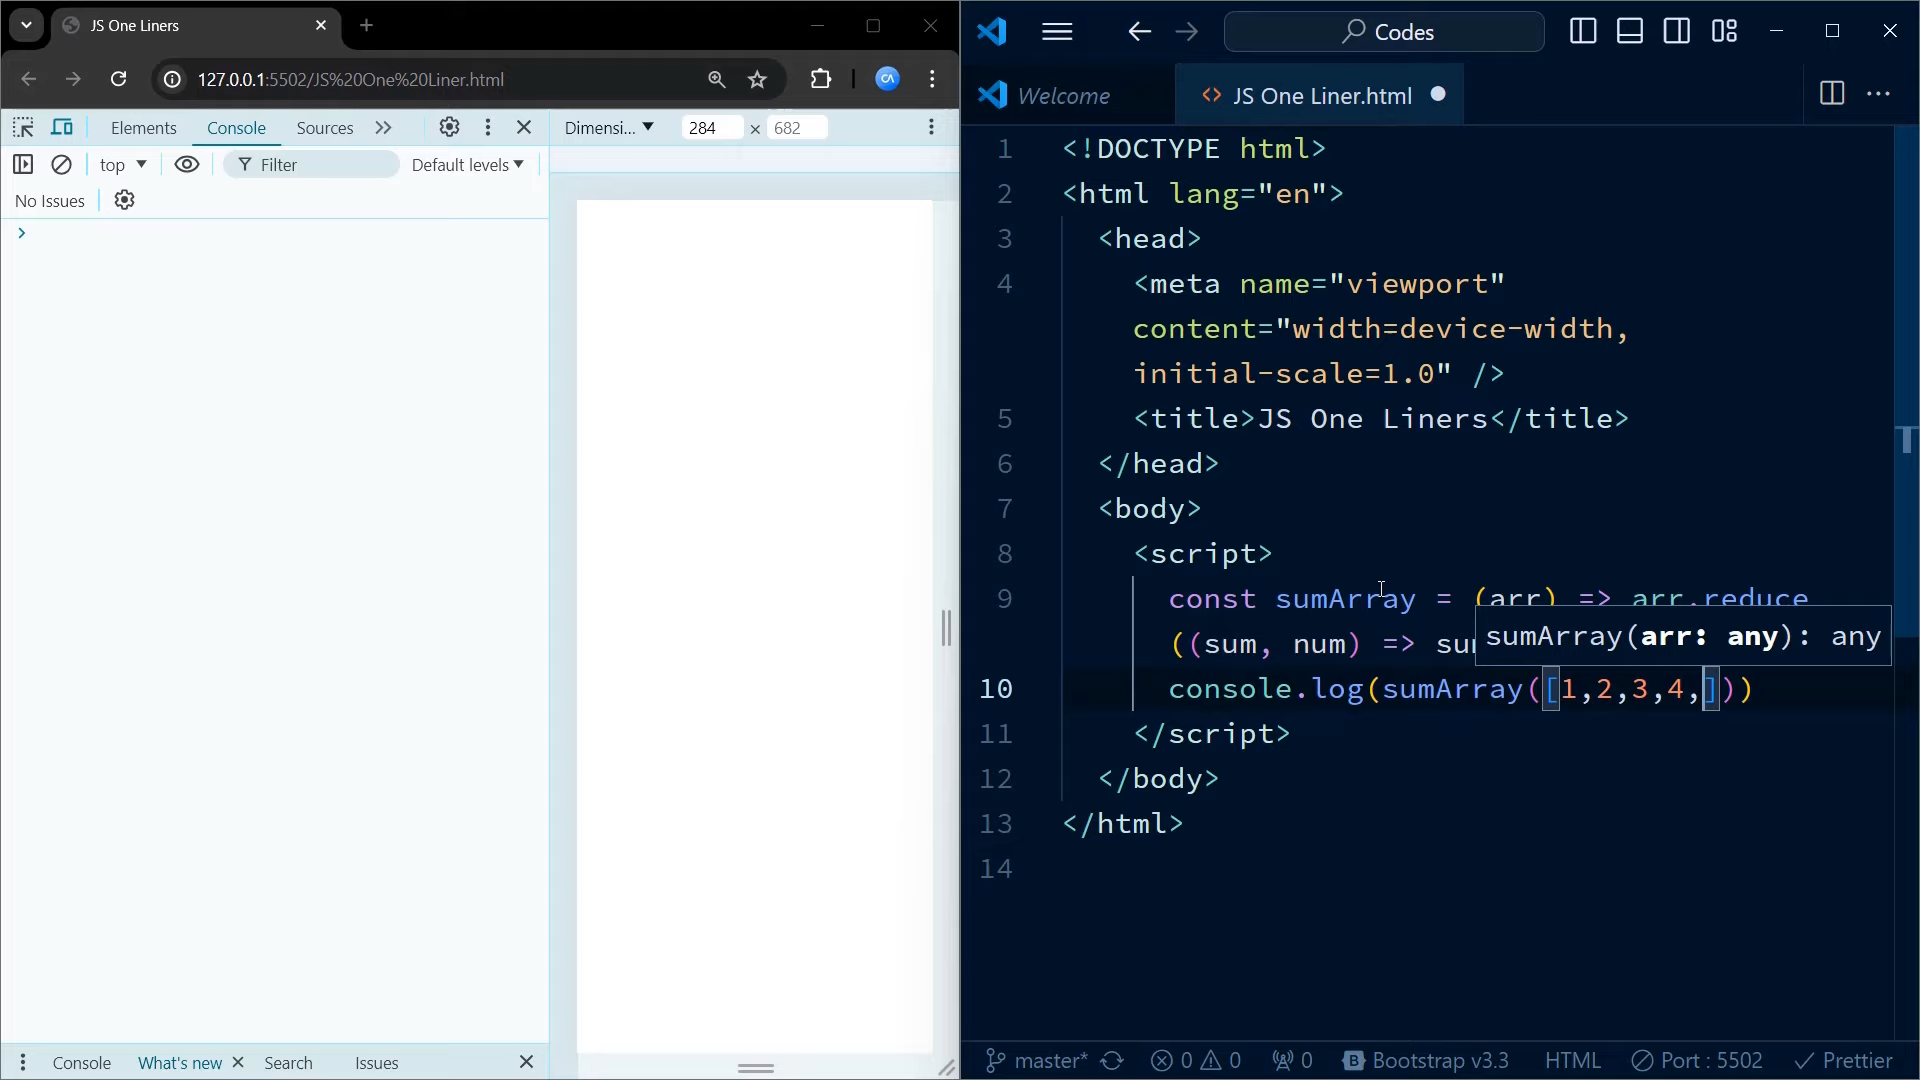 JS One Liners
127.0.0.1:5502/JS%20One%20Liner.html
Elements
Console
Sources
Dimensi...
284
×
682
top
Filter
Default levels
No Issues
Console
What's new
Search
Issues
Codes
Welcome
JS One Liner.html
1 <!DOCTYPE html>
2 <html lang="en">
3 <head>
4 <meta name="viewport"
content="width=device-width,
initial-scale=1.0" />
5 <title>JS One Liners</title>
6 </head>
7 <body>
8 <script>
9 const sumArray = (arr) => arr.reduce
((sum, num) => su
sumArray(arr: any): any
10 console.log(sumArray([1,2,3,4,]))
11 </script>
12 </body>
13 </html>
14
master*
0
0
0
Bootstrap v3.3
HTML
Port : 5502
Prettier